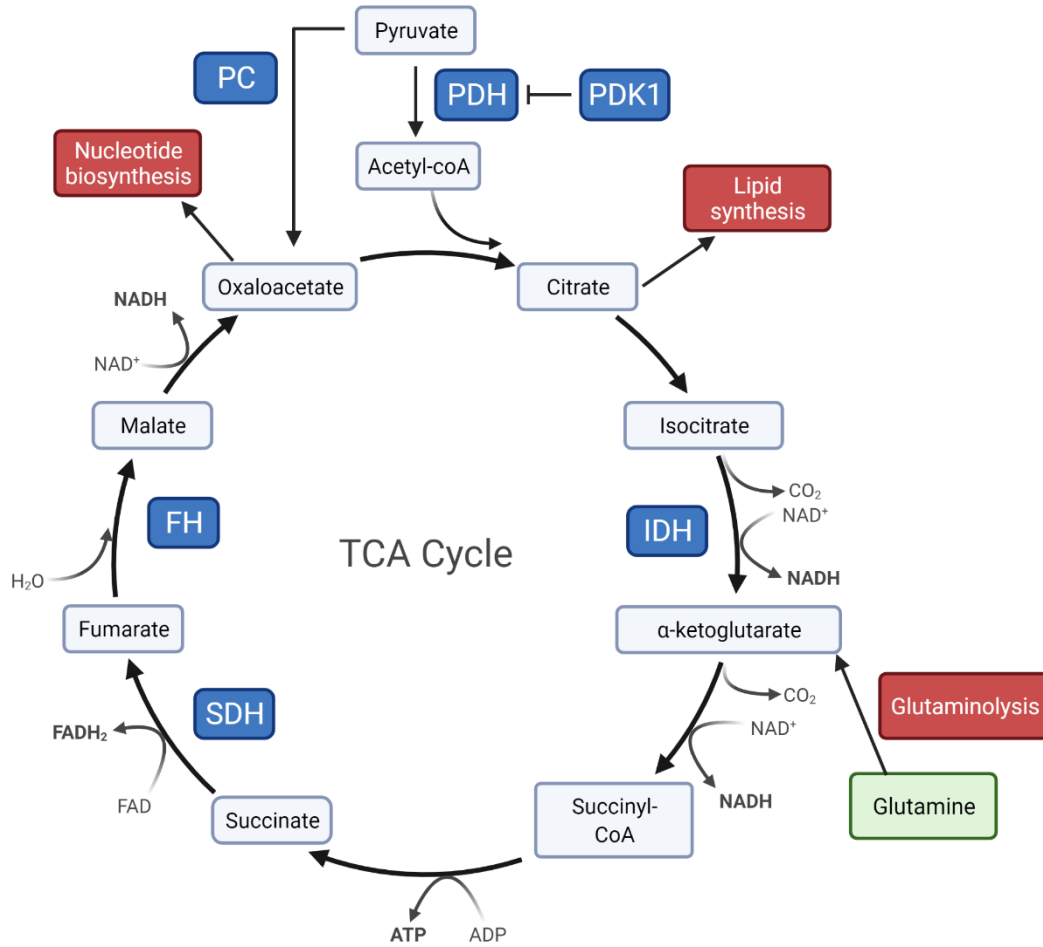 Pyruvate
PC
PDH
PDK1
Nucleotide
biosynthesis
Acetyl-coA
Lipid
synthesis
Oxaloacetate
Citrate
NADH
NAD⁺
Malate
Isocitrate
CO₂
NAD⁺
FH
IDH
TCA Cycle
NADH
H₂O
Fumarate
α-ketoglutarate
CO₂
Glutaminolysis
SDH
NAD⁺
FADH₂
NADH
FAD
Succinate
Succinyl-
CoA
Glutamine
ATP
ADP